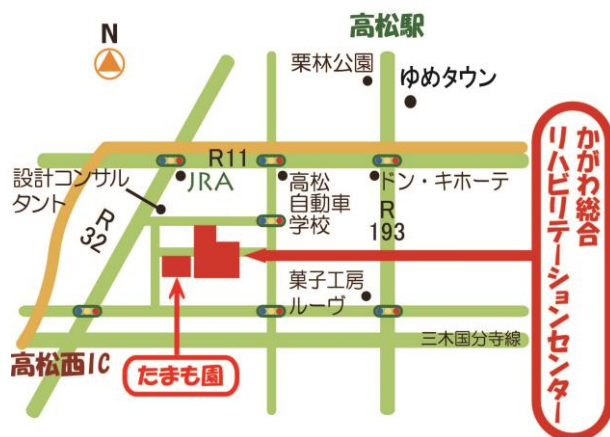 高松駅
N
栗林公園
ゆめタウン
R11
設計コンサル
タント
JRA
高松
自動車
学校
ドン・キホーテ
R
32
R
193
菓子工房
ルーヴ
三木国分寺線
高松西IC
たまも園
かがわ総合
リハビリテーションセンター